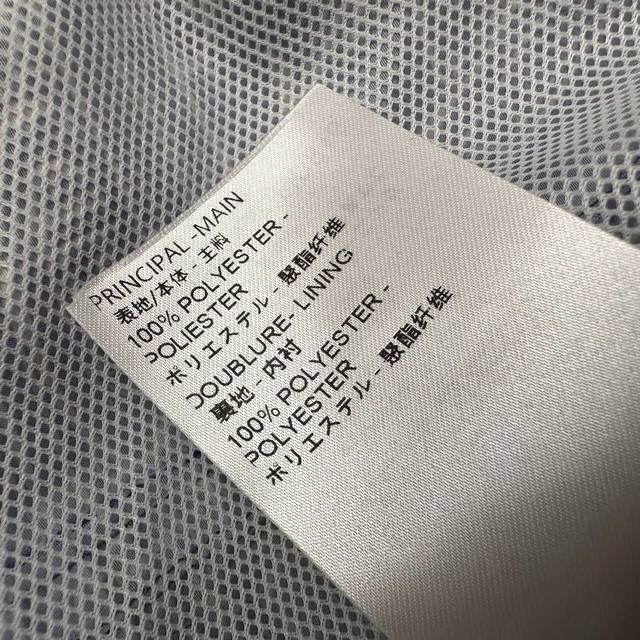 PRINCIPAL -MAIN
表地/本体 - 主料
100% POLYESTER -
POLIESTER
ポリエステル - 聚酯纤维
DOUBLURE- LINING
裏地 - 内衬
100% POLYESTER -
POLYESTER
ポリエステル - 聚酯纤维